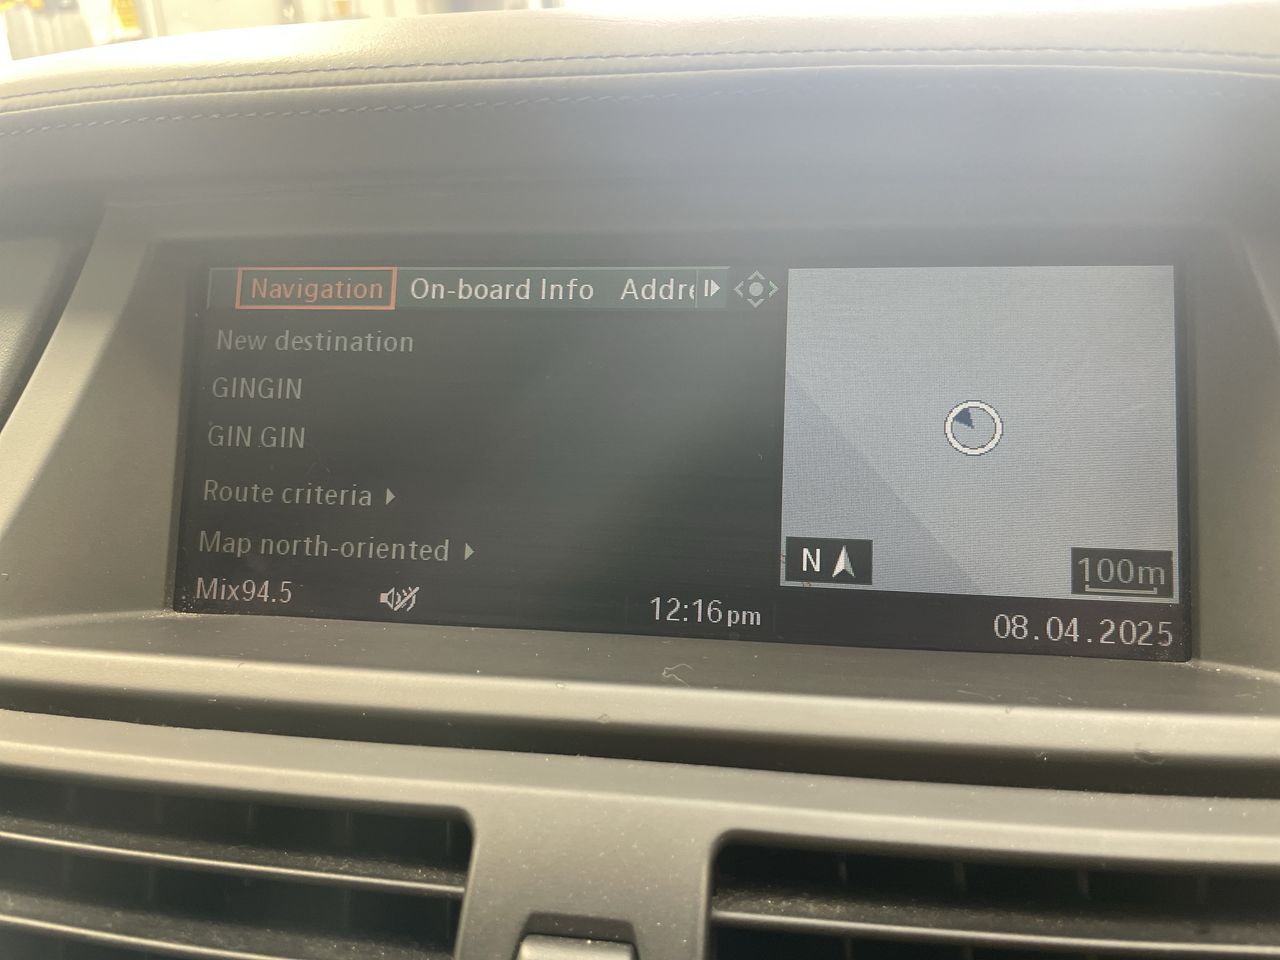 Navigation On-board Info Addre
New destination
GINGIN
GIN GIN
Route criteria
Map north-oriented
N
100m
Mix94.5
12:16pm
08.04.2025